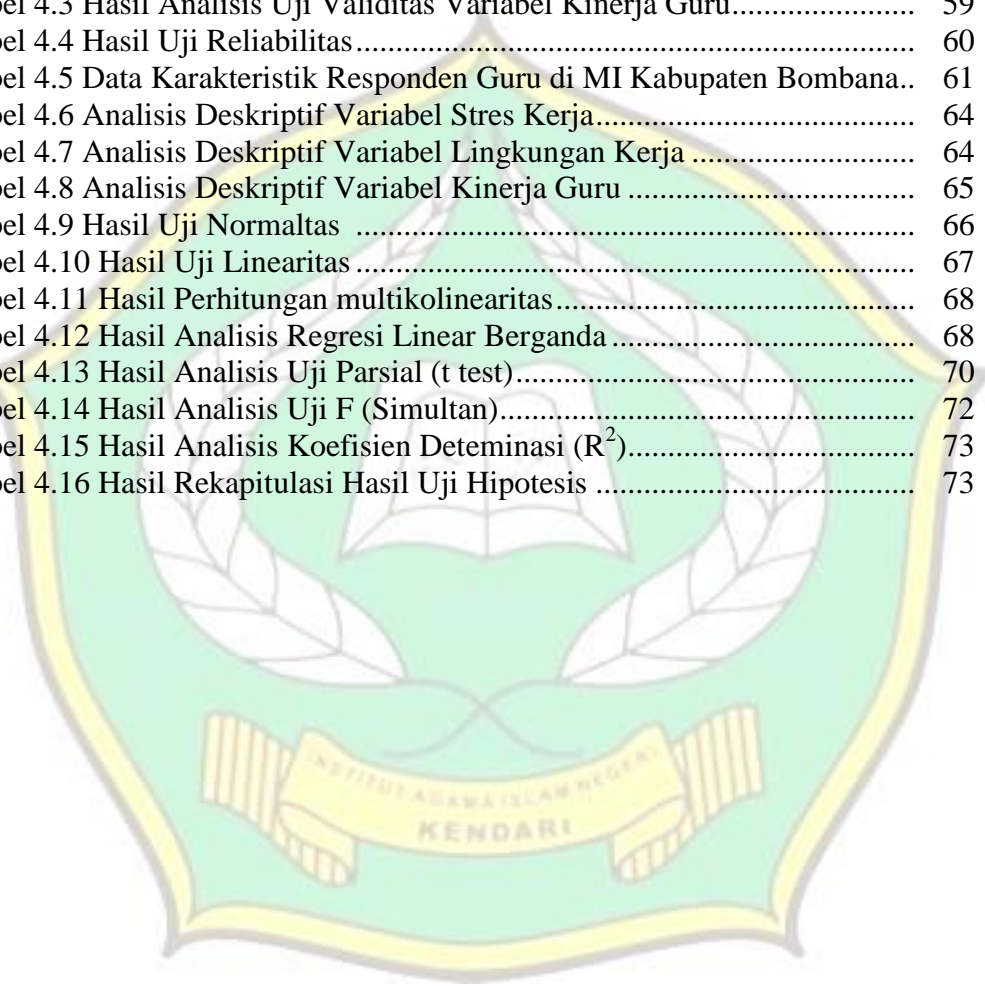 bel 4.3 Hasil Analisis Uji Validitas Variabel Kinerja Guru.......................... 59
bel 4.4 Hasil Uji Reliabilitas.................................................................... 60
bel 4.5 Data Karakteristik Responden Guru di MI Kabupaten Bombana.. 61
bel 4.6 Analisis Deskriptif Variabel Stres Kerja....................................... 64
bel 4.7 Analisis Deskriptif Variabel Lingkungan Kerja ........................... 64
bel 4.8 Analisis Deskriptif Variabel Kinerja Guru ................................... 65
bel 4.9 Hasil Uji Normaltas .................................................................... 66
bel 4.10 Hasil Uji Linearitas .................................................................... 67
bel 4.11 Hasil Perhitungan multikolinearitas............................................ 68
bel 4.12 Hasil Analisis Regresi Linear Berganda ..................................... 68
bel 4.13 Hasil Analisis Uji Parsial (t test)................................................. 70
bel 4.14 Hasil Analisis Uji F (Simultan)................................................... 72
bel 4.15 Hasil Analisis Koefisien Deteminasi (R²)................................... 73
bel 4.16 Hasil Rekapitulasi Hasil Uji Hipotesis ....................................... 73
INSTITUT AGAMA ISLAM NEGERI
KENDARI